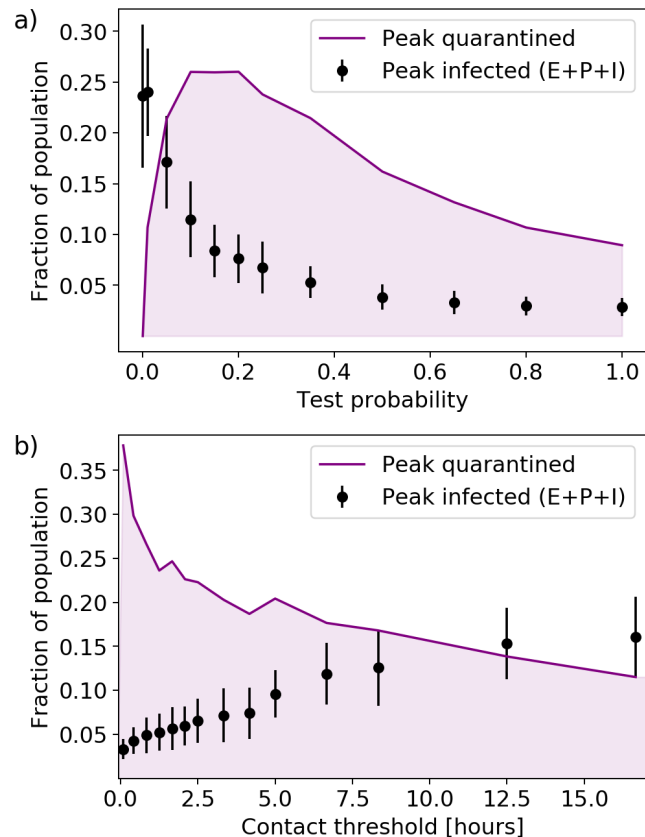 a)
Peak quarantined
Peak infected (E+P+I)
Fraction of population
0.30
0.25
0.20
0.15
0.10
0.05
0.0 0.2 0.4 0.6 0.8 1.0
Test probability
b)
Peak quarantined
Peak infected (E+P+I)
Fraction of population
0.35
0.30
0.25
0.20
0.15
0.10
0.05
0.0 2.5 5.0 7.5 10.0 12.5 15.0
Contact threshold [hours]